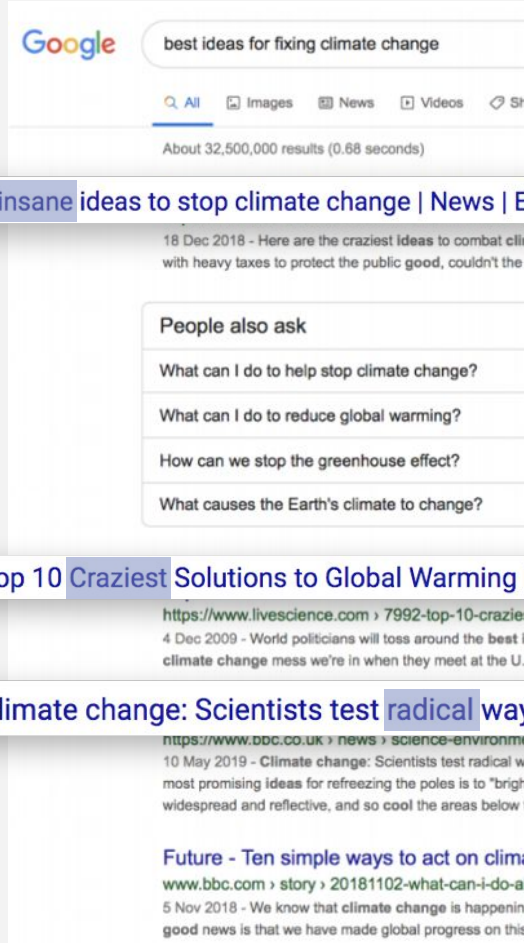 Google
best ideas for fixing climate change
All Images News Videos
About 32,500,000 results (0.68 seconds)
insane ideas to stop climate change | News |
18 Dec 2018 - Here are the craziest ideas to combat
with heavy taxes to protect the public good, couldn't the
People also ask
What can I do to help stop climate change?
What can I do to reduce global warming?
How can we stop the greenhouse effect?
What causes the Earth's climate to change?
op 10 Craziest Solutions to Global Warming
https://www.livescience.com › 7992-top-10-crazie
4 Dec 2009 - World politicians will toss around the best
climate change mess we're in when they meet at the U.
limate change: Scientists test radical way
https://www.bbc.co.uk › news › science-environme
10 May 2019 - Climate change: Scientists test radical w
most promising ideas for refreezing the poles is to "brigh
widespread and reflective, and so cool the areas below
Future - Ten simple ways to act on clima
www.bbc.com › story › 20181102-what-can-i-do-a
5 Nov 2018 - We know that climate change is happenin
good news is that we have made global progress on this